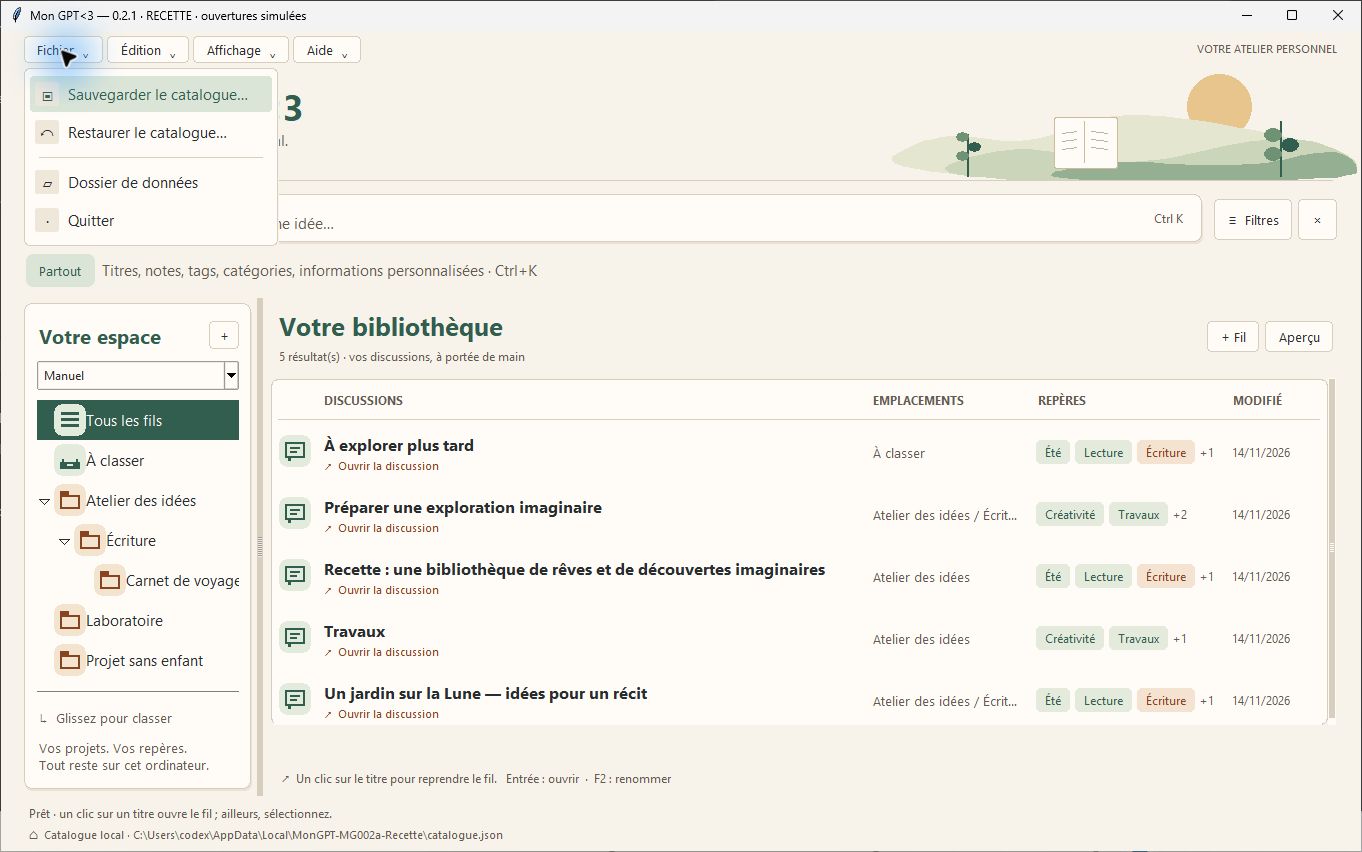 Mon GPT<3 — 0.2.1 · RECETTE · ouvertures simulées
Fichier Édition Affichage Aide
VOTRE ATELIER PERSONNEL
Sauvegarder le catalogue...
Restaurer le catalogue...
Dossier de données
Quitter
3
ul.
ne idée...
Ctrl K
Filtres
×
Partout Titres, notes, tags, catégories, informations personnalisées · Ctrl+K
Votre espace
+
Manuel
Tous les fils
À classer
Atelier des idées
Écriture
Carnet de voyage
Laboratoire
Projet sans enfant
Glissez pour classer
Vos projets. Vos repères.
Tout reste sur cet ordinateur.
Votre bibliothèque
5 résultat(s) · vos discussions, à portée de main
+ Fil
Aperçu
DISCUSSIONS EMPLACEMENTS REPÈRES MODIFIÉ
À explorer plus tard
↗ Ouvrir la discussion
À classer
Été Lecture Écriture +1
14/11/2026
Préparer une exploration imaginaire
↗ Ouvrir la discussion
Atelier des idées / Écrit...
Créativité Travaux +2
14/11/2026
Recette : une bibliothèque de rêves et de découvertes imaginaires
↗ Ouvrir la discussion
Atelier des idées
Été Lecture Écriture +1
14/11/2026
Travaux
↗ Ouvrir la discussion
Atelier des idées
Créativité Travaux +1
14/11/2026
Un jardin sur la Lune — idées pour un récit
↗ Ouvrir la discussion
Atelier des idées / Écrit...
Été Lecture Écriture +1
14/11/2026
↗ Un clic sur le titre pour reprendre le fil. Entrée : ouvrir · F2 : renommer
Prêt · un clic sur un titre ouvre le fil ; ailleurs, sélectionnez.
Catalogue local · C:\Users\codex\AppData\Local\MonGPT-MG002a-Recette\catalogue.json